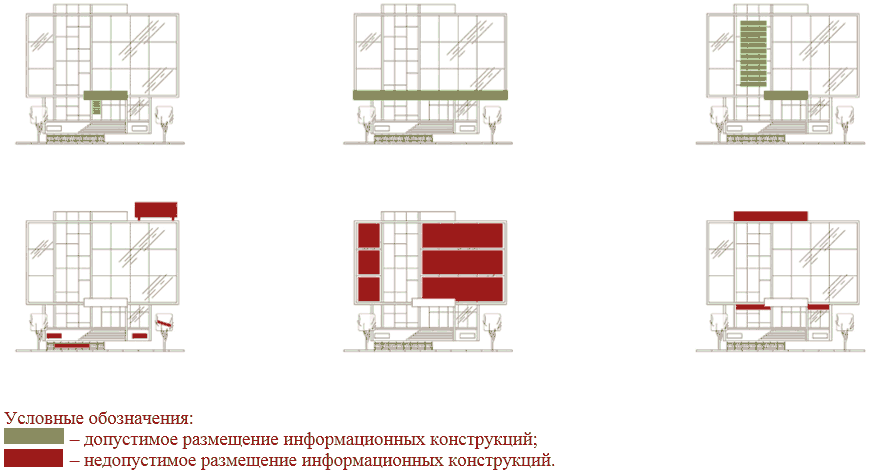 Условные обозначения:
– допустимое размещение информационных конструкций;
– недопустимое размещение информационных конструкций.